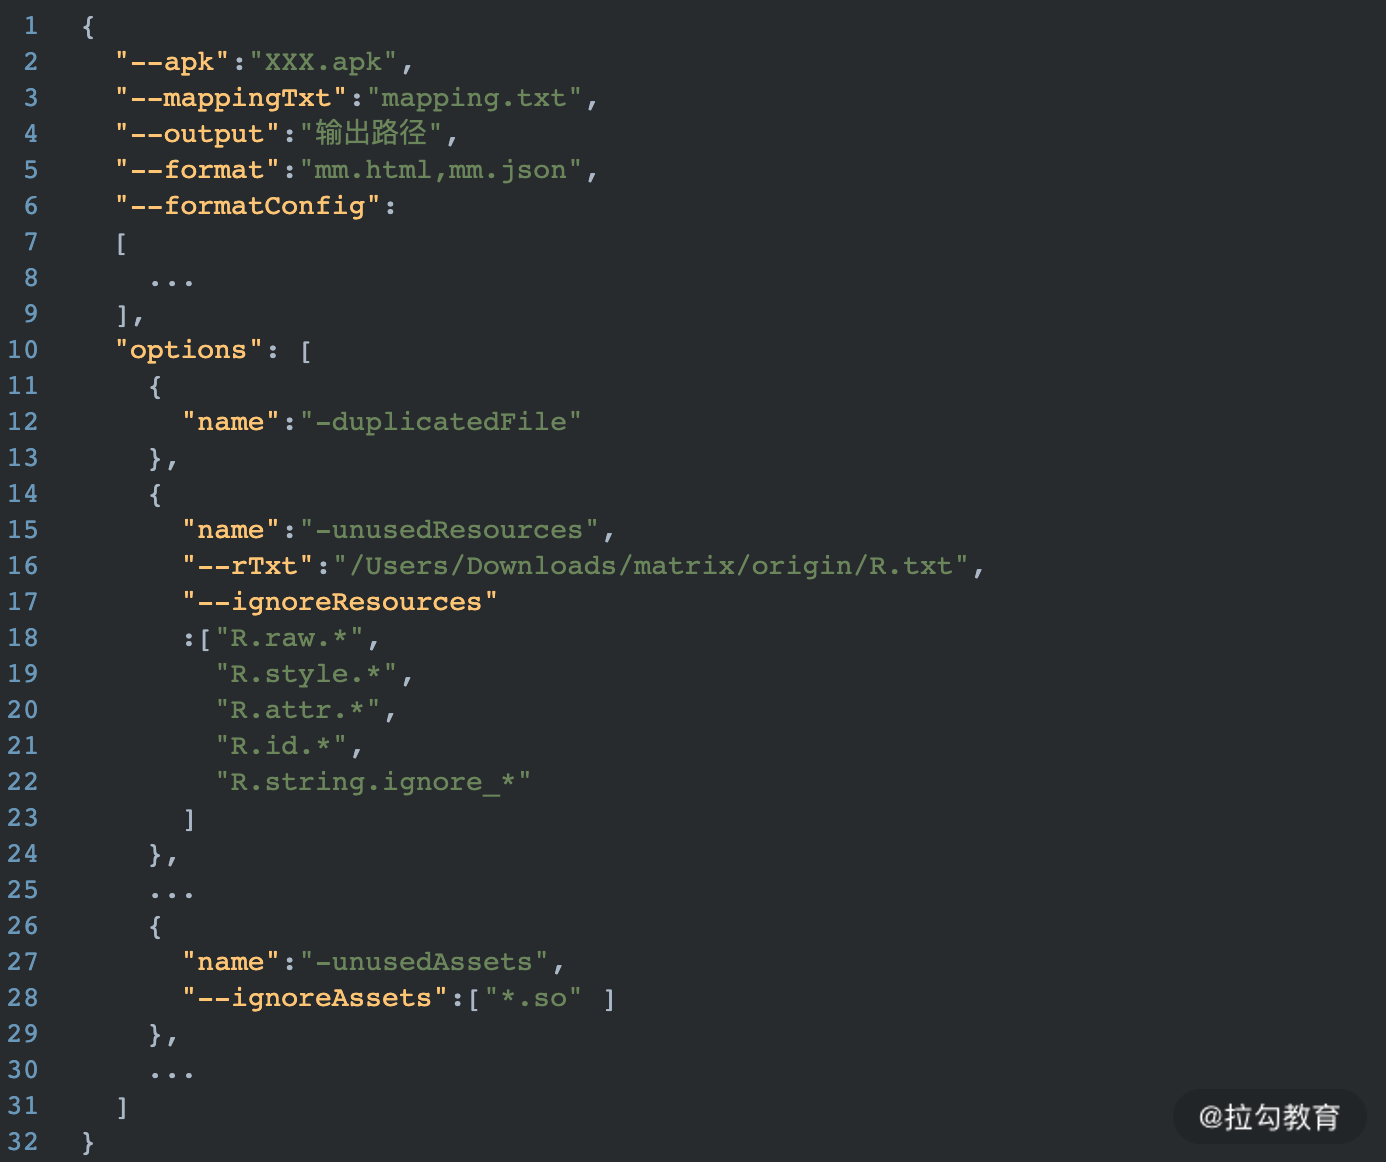 1 {
2 "--apk":"XXX.apk",
3 "--mappingTxt":"mapping.txt",
4 "--output":"输出路径",
5 "--format":"mm.html,mm.json",
6 "--formatConfig":
7 [
8 ...
9 ],
10 "options": [
11 {
12 "name":"-duplicatedFile"
13 },
14 {
15 "name":"-unusedResources",
16 "--rTxt":"/Users/Downloads/matrix/origin/R.txt",
17 "--ignoreResources"
18 :["R.raw.*",
19 "R.style.*",
20 "R.attr.*",
21 "R.id.*",
22 "R.string.ignore_*"
23 ]
24 },
25 ...
26 {
27 "name":"-unusedAssets",
28 "--ignoreAssets":["*.so" ]
29 },
30 ...
31 ]
32 }
@拉勾教育